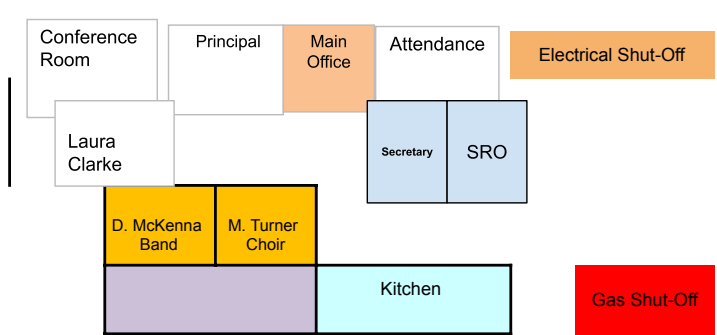 Conference
Room
Principal
Main
Office
Attendance
Electrical Shut-Off
Laura
Clarke
Secretary
SRO
D. McKenna
Band
M. Turner
Choir
Kitchen
Gas Shut-Off